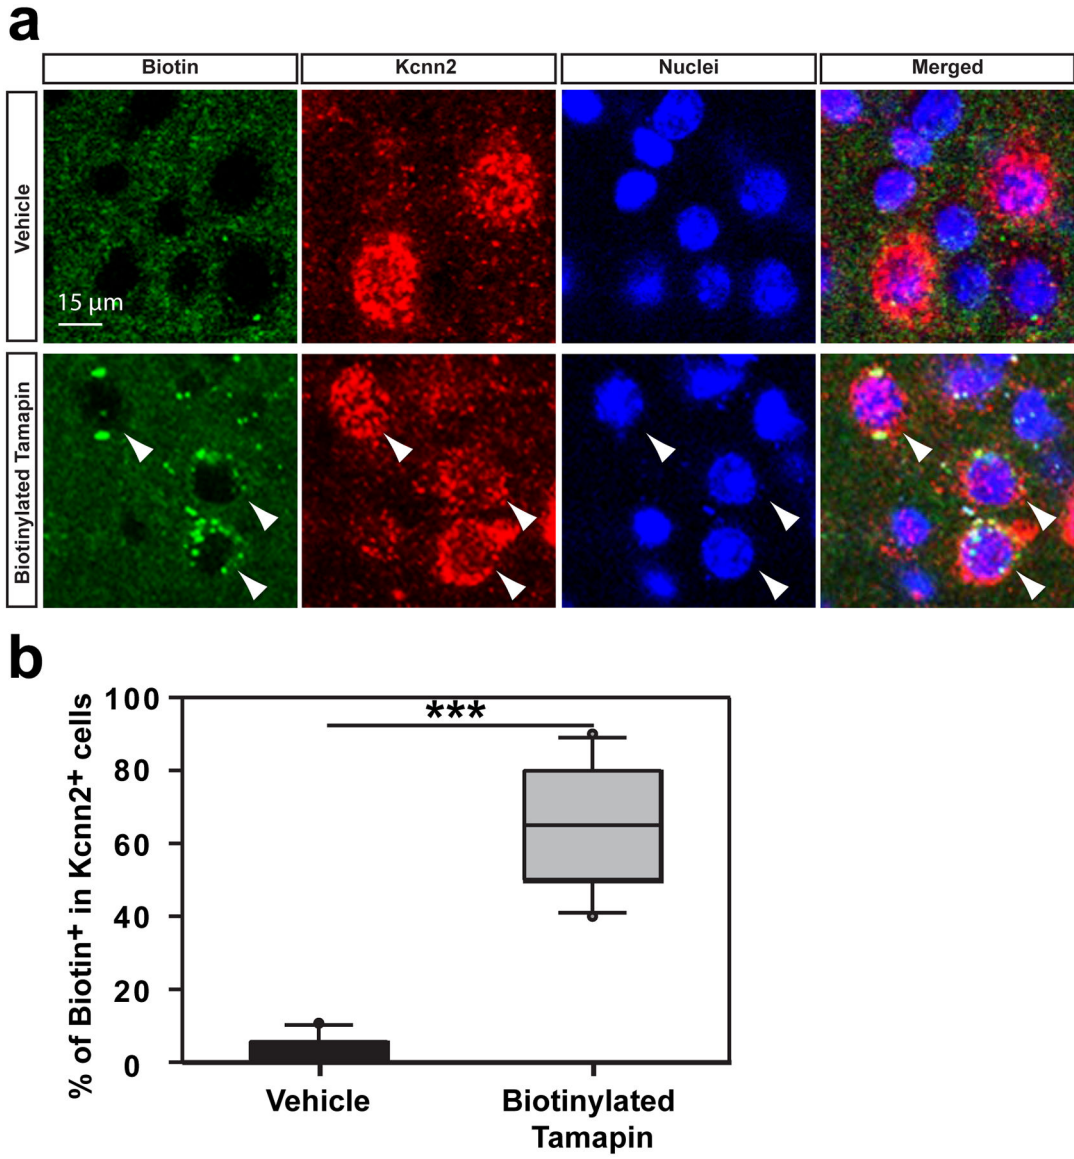 a
Biotin Kcnn2 Nuclei Merged
Vehicle
15 µm
Biotinylated Tamapin
b
% of Biotin⁺ in Kcnn2⁺ cells
100
80
60
40
20
0
***
Vehicle Biotinylated
Tamapin